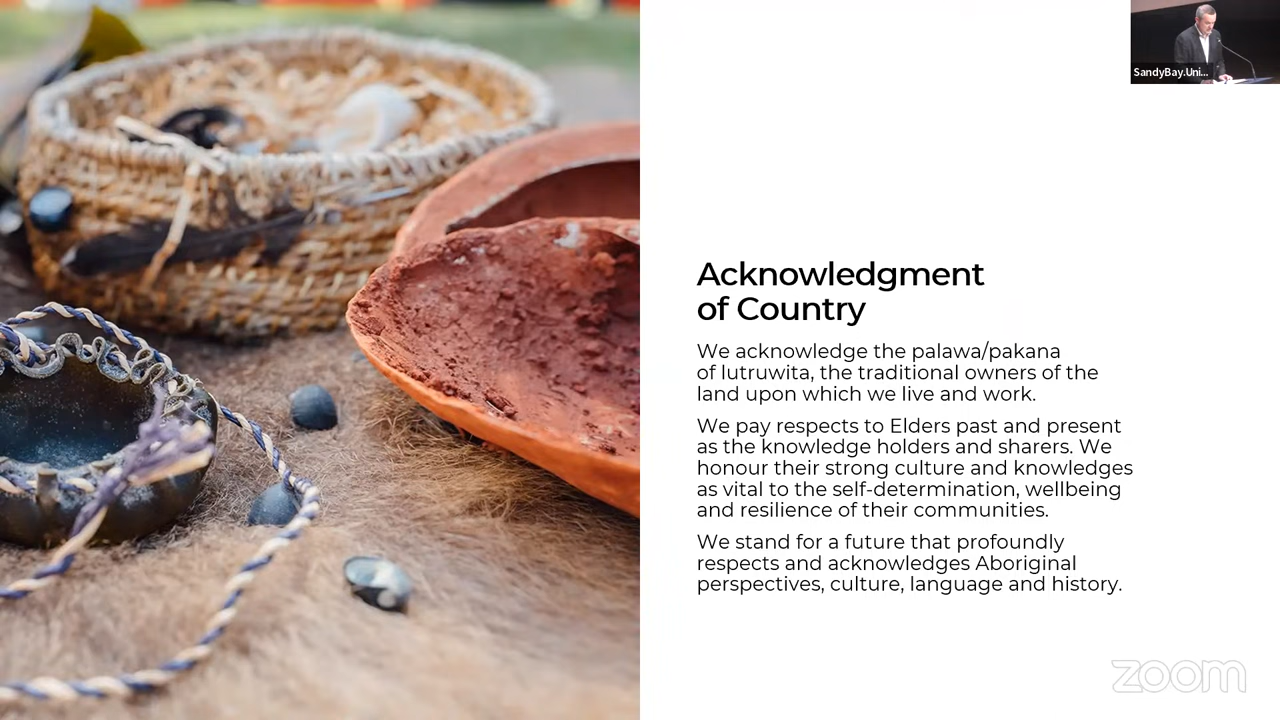 SandyBay.Uni...
Acknowledgment
of Country
We acknowledge the palawa/pakana
of lutruwita, the traditional owners of the
land upon which we live and work.
We pay respects to Elders past and present
as the knowledge holders and sharers. We
honour their strong culture and knowledges
as vital to the self-determination, wellbeing
and resilience of their communities.
We stand for a future that profoundly
respects and acknowledges Aboriginal
perspectives, culture, language and history.
zoom